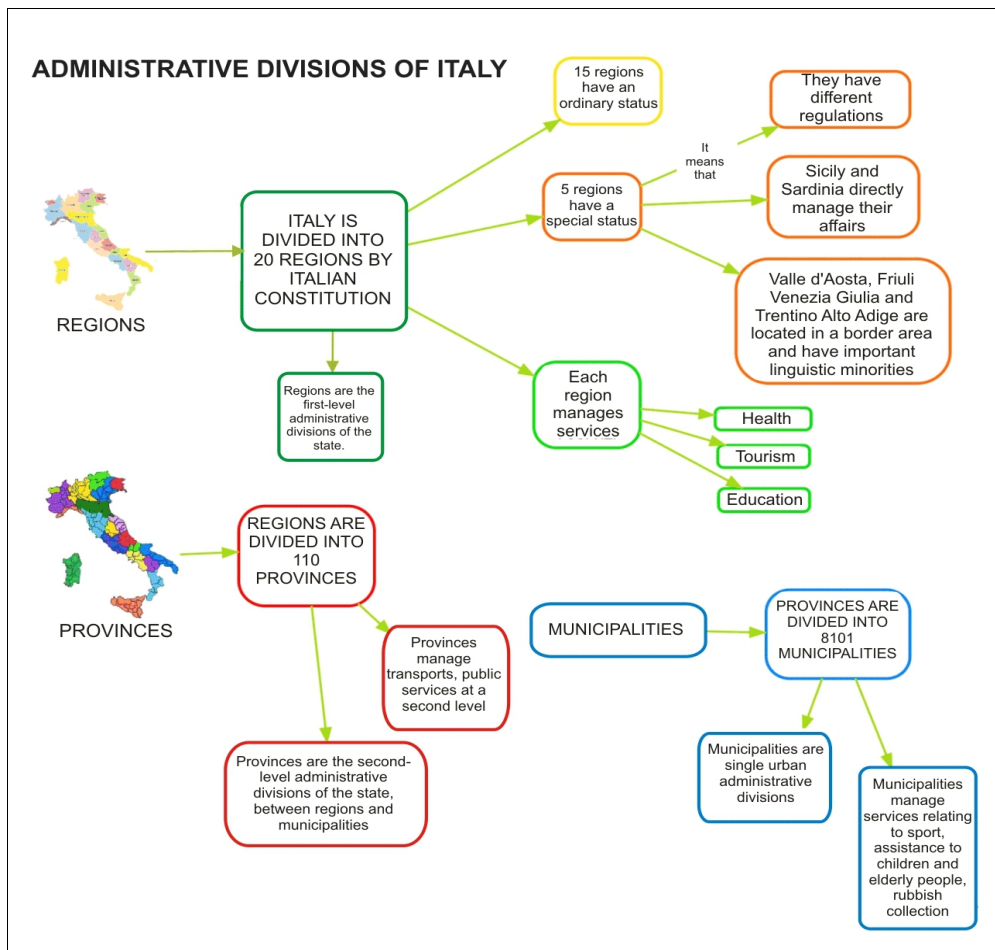 ADMINISTRATIVE DIVISIONS OF ITALY
15 regions
have an
ordinary status
They have
different
regulations
It
means
that
5 regions
have a
special status
Sicily and
Sardinia directly
manage their
affairs
ITALY IS
DIVIDED INTO
20 REGIONS BY
ITALIAN
CONSTITUTION
REGIONS
Valle d'Aosta, Friuli
Venezia Giulia and
Trentino Alto Adige are
located in a border area
and have important
linguistic minorities
Regions are the
first-level
administrative
divisions of the
state.
Each
region
manages
services
Health
Tourism
Education
REGIONS ARE
DIVIDED INTO
110
PROVINCES
PROVINCES
Provinces
manage
transports, public
services at a
second level
Provinces are the second-
level administrative
divisions of the state,
between regions and
municipalities
MUNICIPALITIES
PROVINCES ARE
DIVIDED INTO
8101
MUNICIPALITIES
Municipalities are
single urban
administrative
divisions
Municipalities
manage
services relating
to sport,
assistance to
children and
elderly people,
rubbish
collection